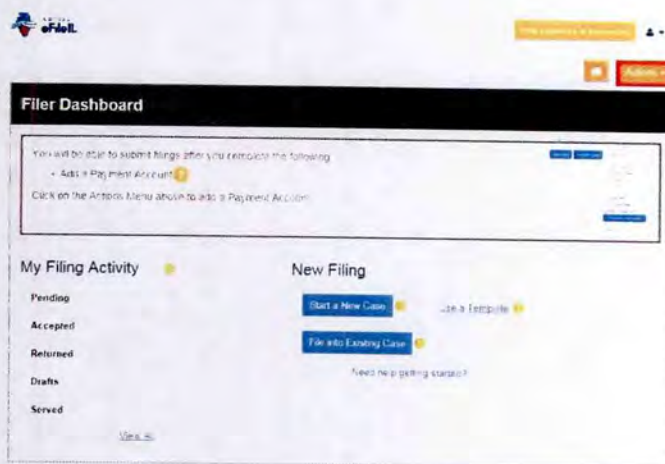 eFileIL
Actions
Filer Dashboard
You will be able to submit filings after you complete the following
• Add a Payment Account ?
Click on the Actions Menu above to add a Payment Account
My Filing Activity
New Filing
Pending
Start a New Case
Use a Template
Accepted
File into Existing Case
Returned
Need help getting started?
Drafts
Served
View All